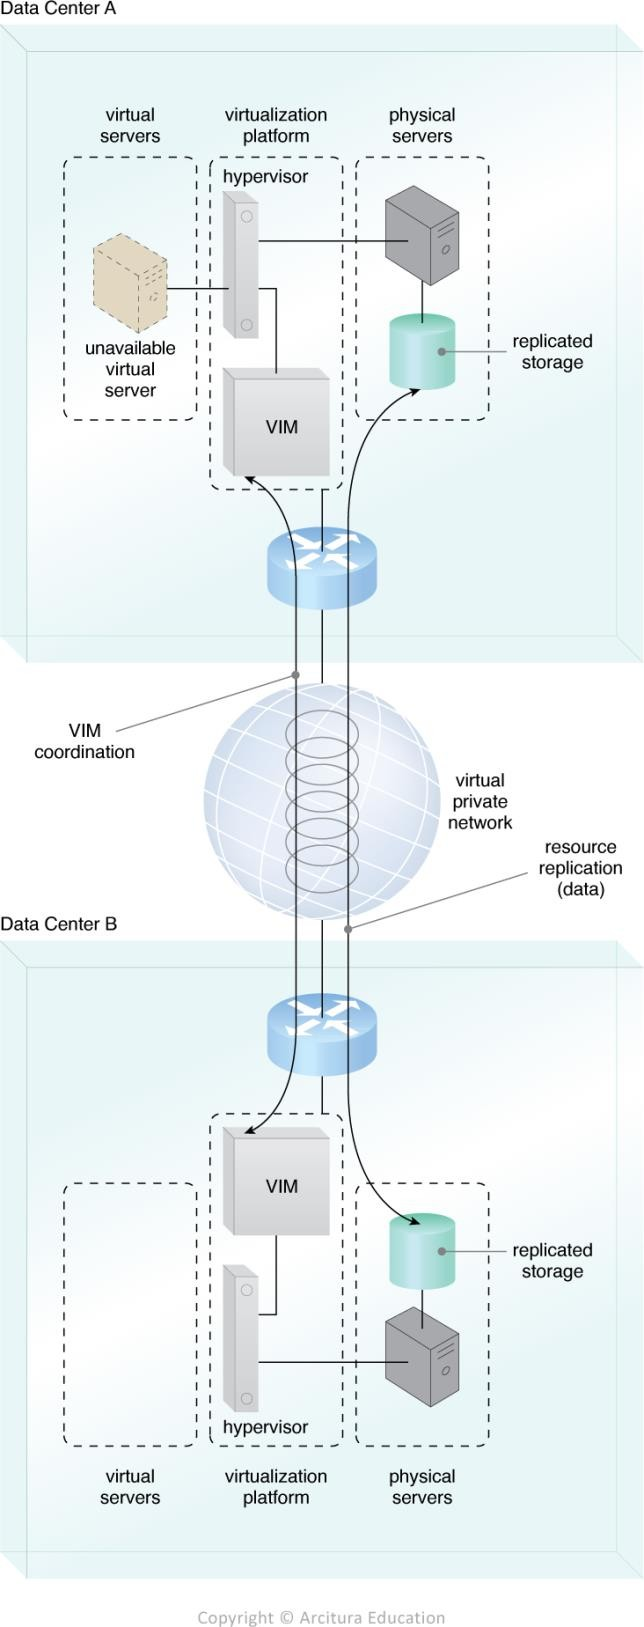 Data Center A
virtual
servers
virtualization
platform
physical
servers
hypervisor
unavailable
virtual
server
replicated
storage
VIM
VIM
coordination
virtual
private
network
resource
replication
(data)
Data Center B
VIM
replicated
storage
hypervisor
virtual
servers
virtualization
platform
physical
servers
Copyright © Arcitura Education